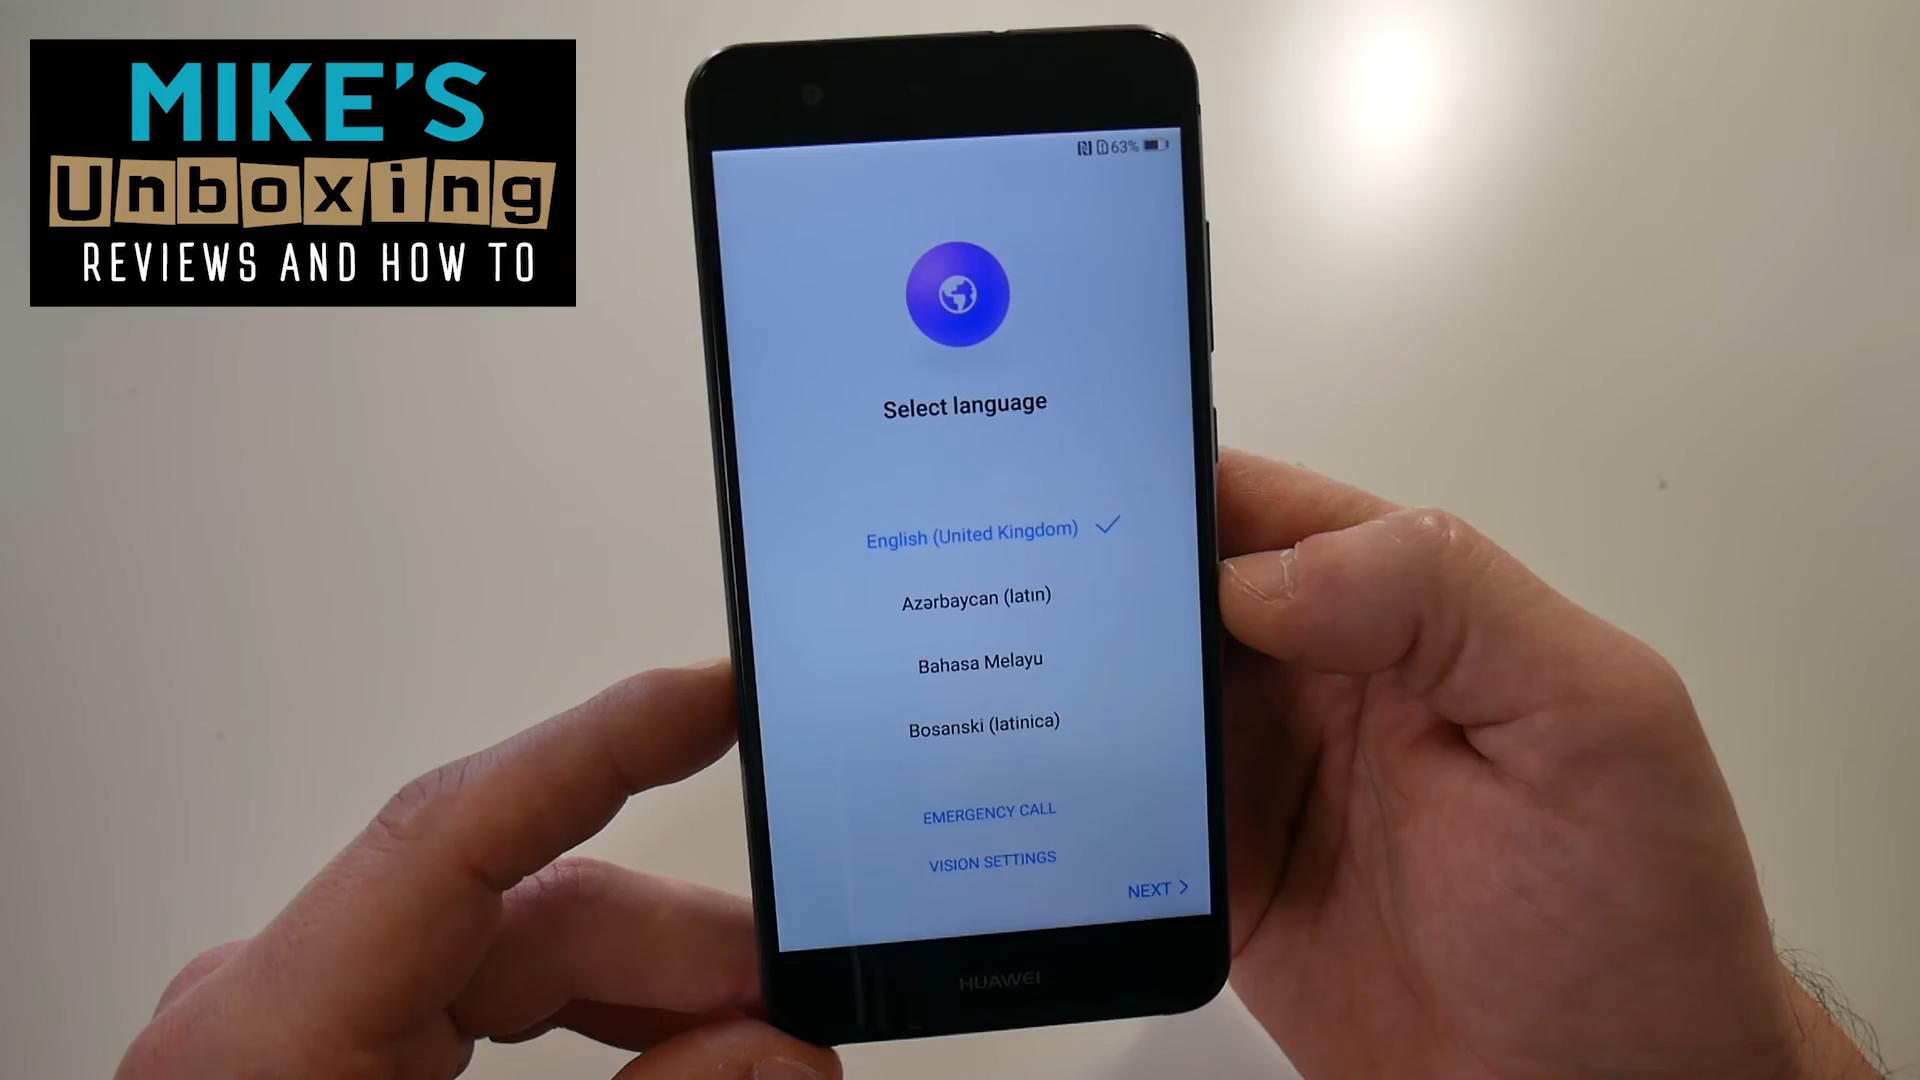 MIKE'S
Unboxing
REVIEWS AND HOW TO
63%
Select language
English (United Kingdom)
Azərbaycan (latın)
Bahasa Melayu
Bosanski (latinica)
EMERGENCY CALL
VISION SETTINGS
NEXT
HUAWEI